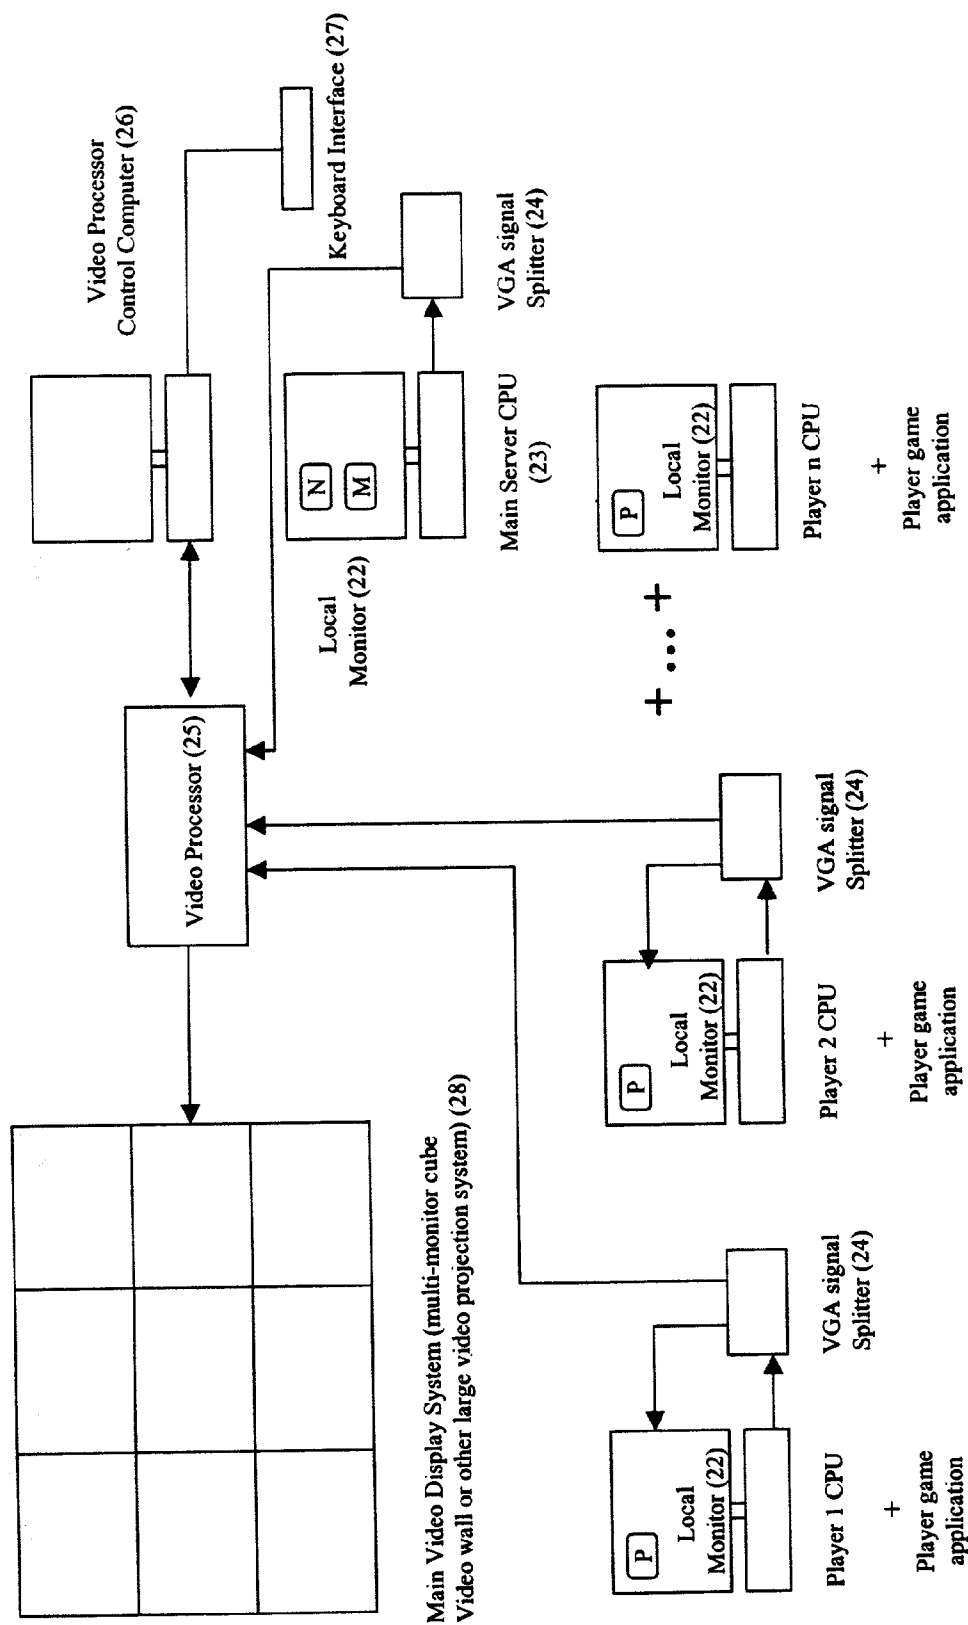 Video Processor
Control Computer (26)
Keyboard Interface (27)
Video Processor (25)
N
M
Local
Monitor (22)
Main Server CPU
(23)
VGA signal
Splitter (24)
Main Video Display System (multi-monitor cube
Video wall or other large video projection system) (28)
P
Local
Monitor (22)
Player 1 CPU
+
Player game
application
VGA signal
Splitter (24)
P
Local
Monitor (22)
Player 2 CPU
+
Player game
application
VGA signal
Splitter (24)
+ ... +
P
Local
Monitor (22)
Player n CPU
+
Player game
application